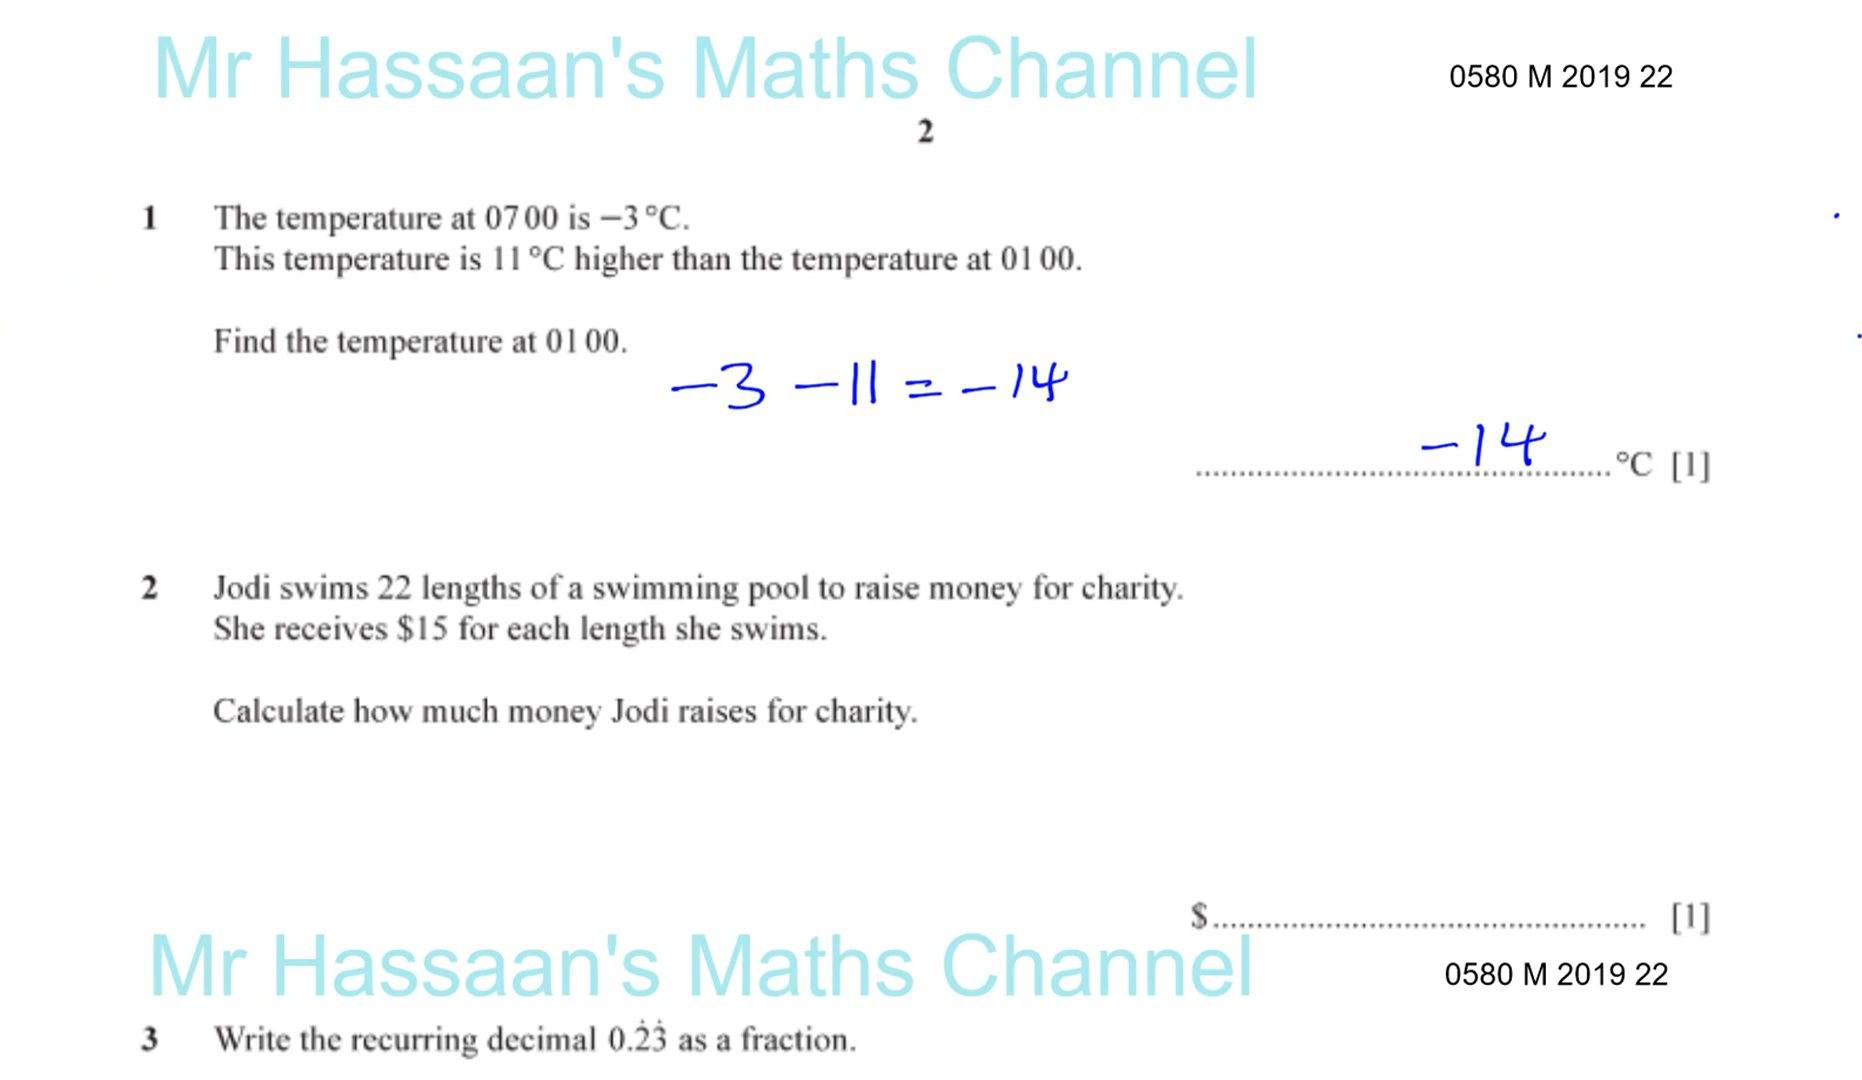 Mr Hassaan's Maths Channel
0580 M 2019 22
2
1 The temperature at 07 00 is −3 °C.
This temperature is 11 °C higher than the temperature at 01 00.
Find the temperature at 01 00.
−3 −11 = −14
−14
..................................................°C [1]
2 Jodi swims 22 lengths of a swimming pool to raise money for charity.
She receives $15 for each length she swims.
Calculate how much money Jodi raises for charity.
$.................................................. [1]
Mr Hassaan's Maths Channel
0580 M 2019 22
3 Write the recurring decimal 0.2̇3̇ as a fraction.